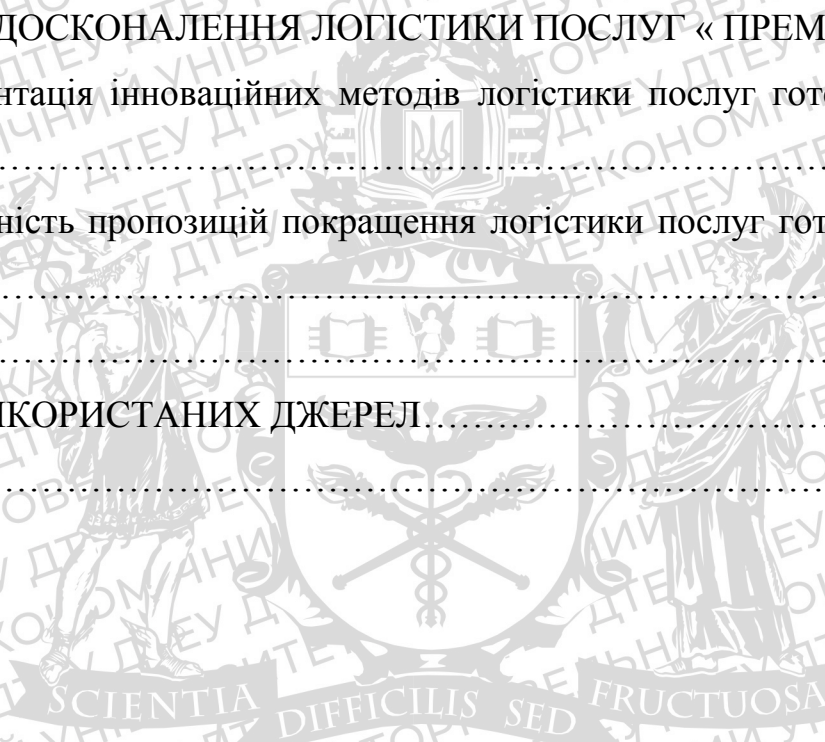 ДОСКОНАЛЕННЯ ЛОГІСТИКИ ПОСЛУГ « ПРЕМ
нтація інноваційних методів логістики послуг гот
………………………………………………………
ність пропозицій покращення логістики послуг гот
………………………………………………………
………………………………………………………
ИКОРИСТАНИХ ДЖЕРЕЛ……………………………
………………………………………………………
SCIENTIA DIFFICILIS SED FRUCTUOSA